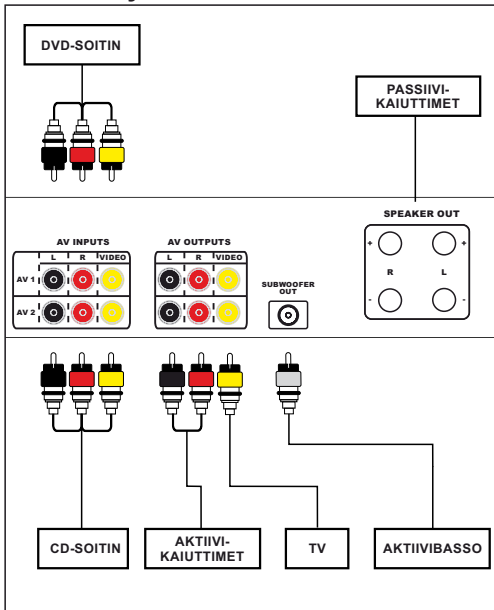 DVD-SOITIN
PASSIIVI-
KAIUTTIMET
SPEAKER OUT
+ +
R L
- -
AV INPUTS
L R VIDEO
AV 1
AV 2
AV OUTPUTS
L R VIDEO
SUBWOOFER
OUT
CD-SOITIN
AKTIIVI-
KAIUTTIMET
TV
AKTIIVIBASSO